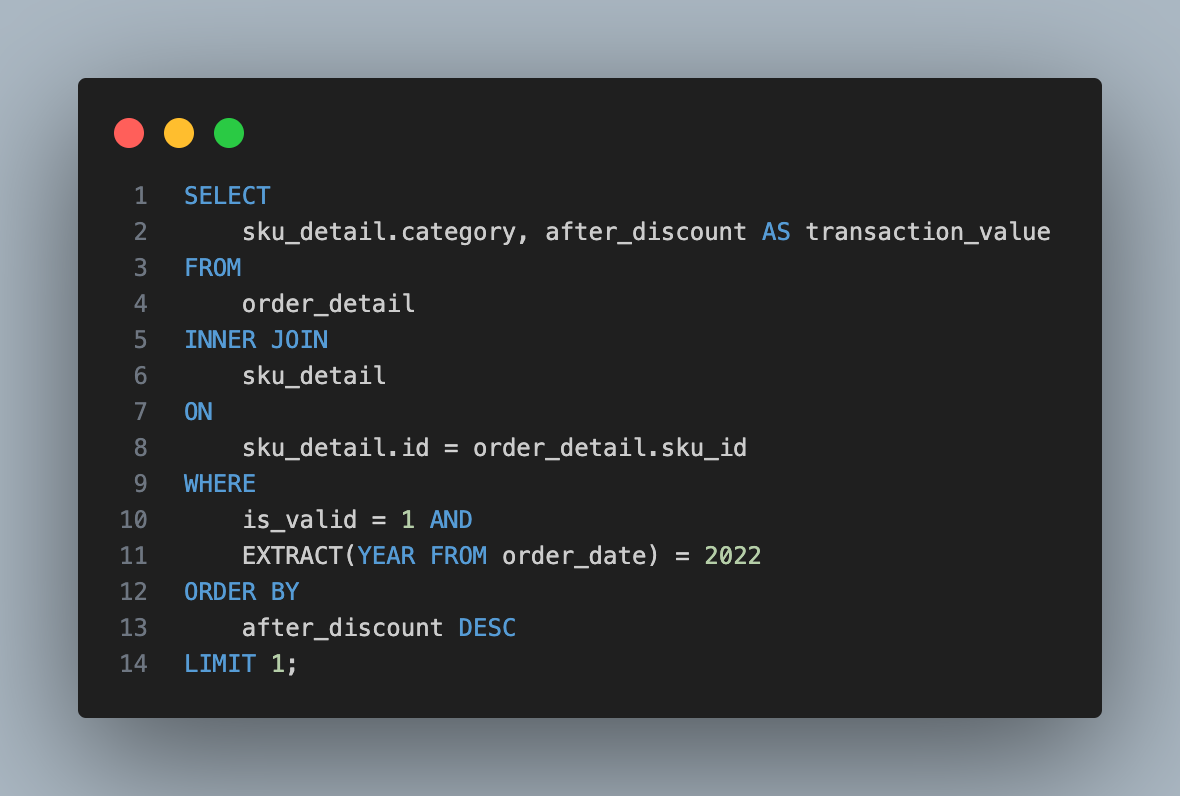 1 SELECT
2 sku_detail.category, after_discount AS transaction_value
3 FROM
4 order_detail
5 INNER JOIN
6 sku_detail
7 ON
8 sku_detail.id = order_detail.sku_id
9 WHERE
10 is_valid = 1 AND
11 EXTRACT(YEAR FROM order_date) = 2022
12 ORDER BY
13 after_discount DESC
14 LIMIT 1;